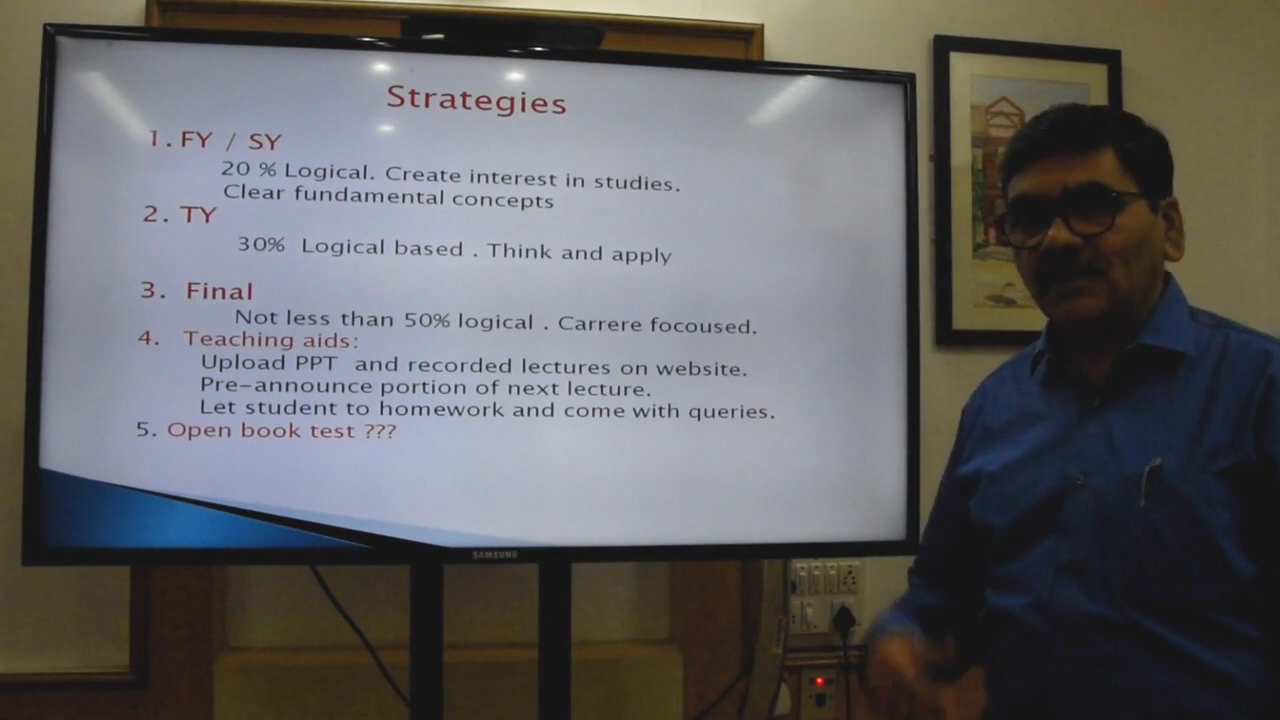 Strategies
1. FY / SY
20 % Logical. Create interest in studies.
Clear fundamental concepts
2. TY
30% Logical based . Think and apply
3. Final
Not less than 50% logical . Carrere focoused.
4. Teaching aids:
Upload PPT and recorded lectures on website.
Pre-announce portion of next lecture.
Let student to homework and come with queries.
5. Open book test ???
SAMSUNG